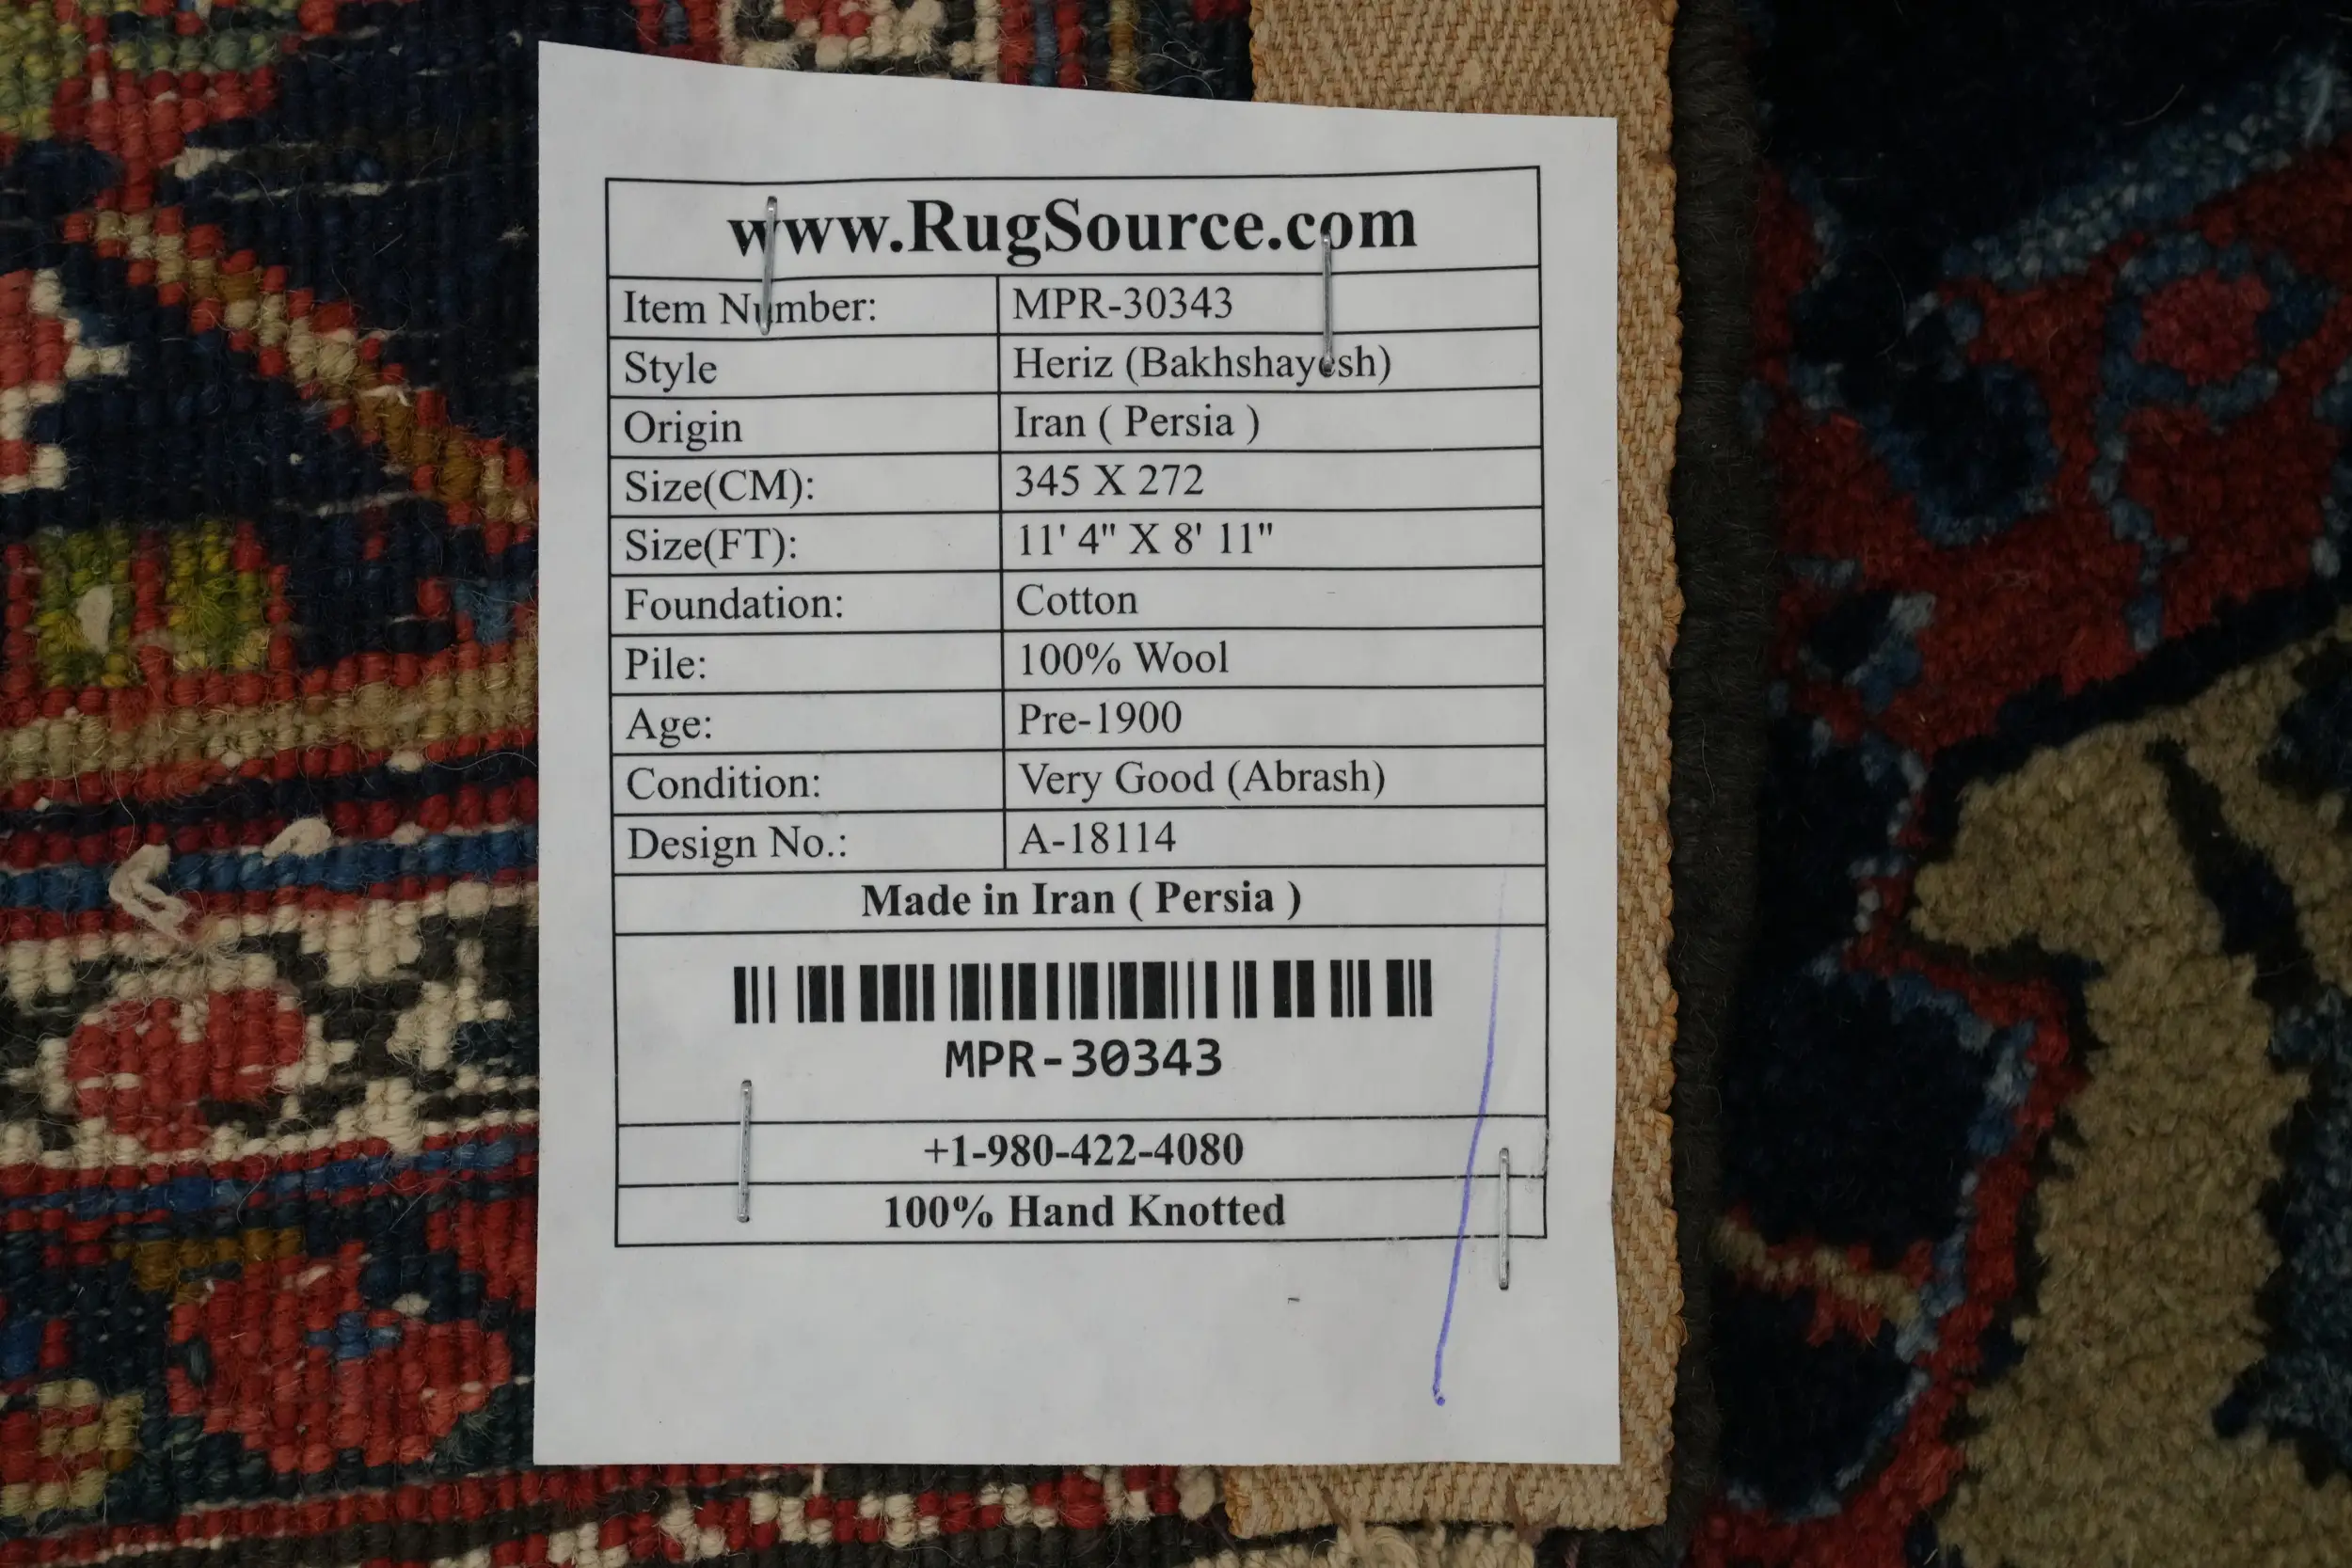 www.RugSource.com
Item Number: MPR-30343
Style Heriz (Bakhshayesh)
Origin Iran ( Persia )
Size(CM): 345 X 272
Size(FT): 11' 4" X 8' 11"
Foundation: Cotton
Pile: 100% Wool
Age: Pre-1900
Condition: Very Good (Abrash)
Design No.: A-18114
Made in Iran ( Persia )
MPR-30343
+1-980-422-4080
100% Hand Knotted